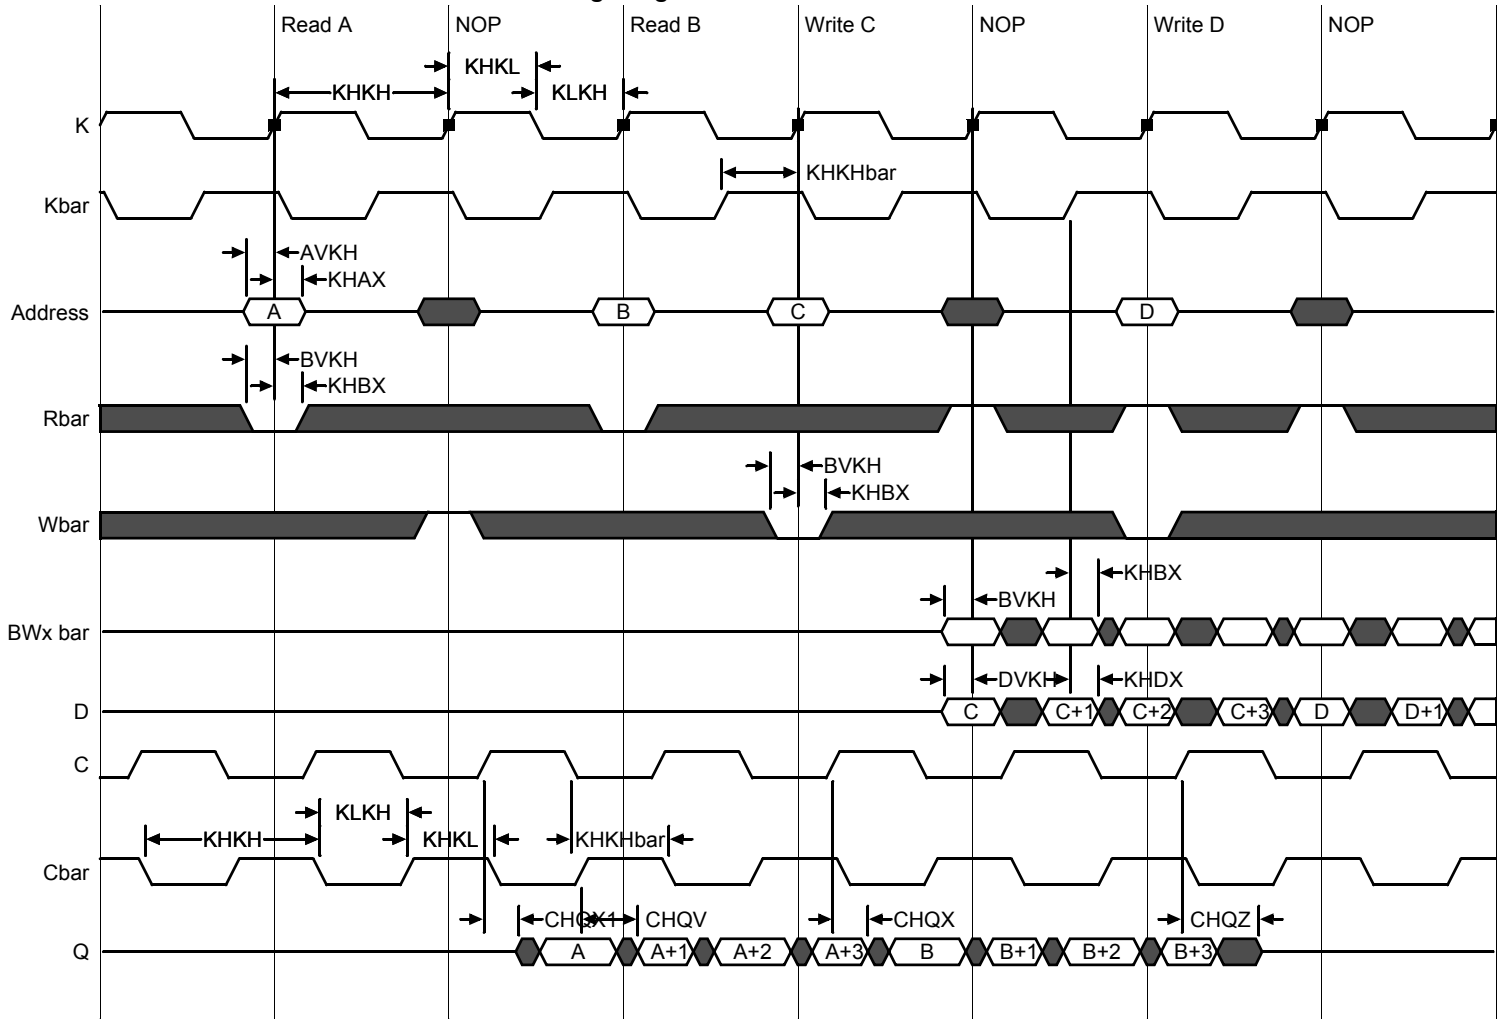 Read A NOP Read B Write C NOP Write D NOP
KHKL
KHKH KLKH
K
KHKHbar
Kbar
AVKH
KHAX
Address A B C D
BVKH
KHBX
Rbar
BVKH
KHBX
Wbar
KHBX
BVKH
BWx bar
DVKH KHDX
D C C+1 C+2 C+3 D D+1
C
KLKH
KHKH KHKL KHKHbar
Cbar
CHQX1 CHQV CHQX CHQZ
Q A A+1 A+2 A+3 B B+1 B+2 B+3